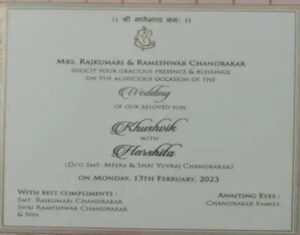 ।। श्री गणेशाय नमः ।।
Mrs. Rajkumari & Rameshwar Chandrakar
solicit your gracious presence & blessings
on the auspicious occasion of the
Wedding
of our beloved son
Khushvik
with
Harshita
(D/o Smt. Meera & Shri Yuvraj Chandrakar)
on Monday, 13th February, 2023
With best compliments :
Smt. Rajkumari Chandrakar
Shri Rameshwar Chandrakar
&
Awaiting Eyes :
Chandrakar Family